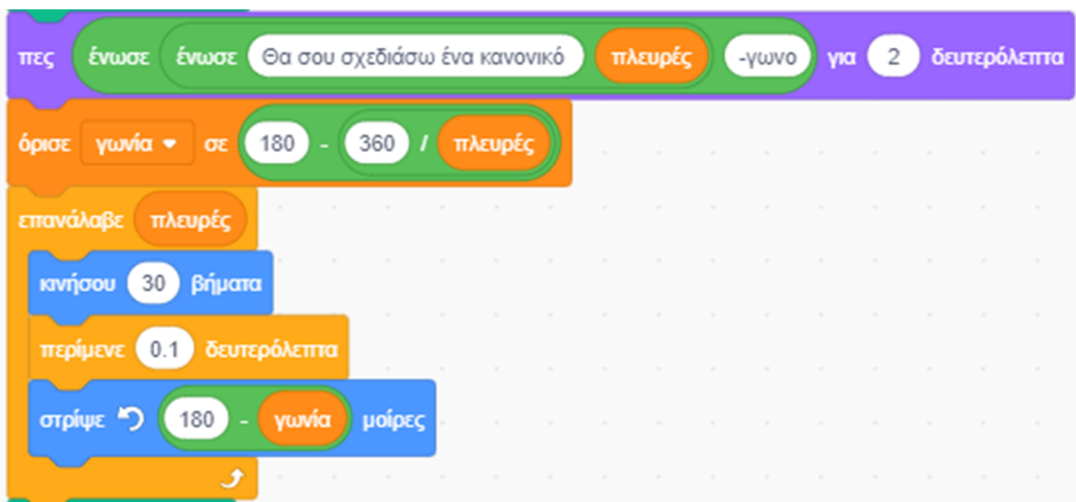 πες ένωσε ένωσε Θα σου σχεδιάσω ένα κανονικό πλευρές -γωνο για 2 δευτερόλεπτα
όρισε γωνία σε 180 - 360 / πλευρές
επανάλαβε πλευρές
κινήσου 30 βήματα
περίμενε 0.1 δευτερόλεπτα
στρίψε 180 - γωνία μοίρες